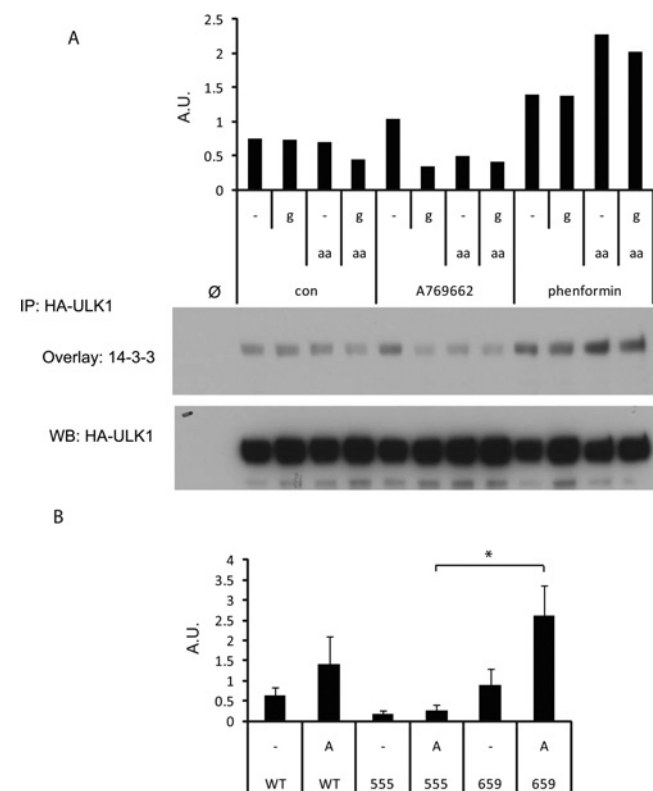 A
A.U.
2.5
2
1.5
1
0.5
0
- g - g - g - g - g - g
aa aa aa aa aa aa
Ø con A769662 phenformin
IP: HA-ULK1
Overlay: 14-3-3
WB: HA-ULK1
B
A.U.
4
3.5
3
2.5
2
1.5
1
0.5
0
*
- A - A - A
WT WT 555 555 659 659